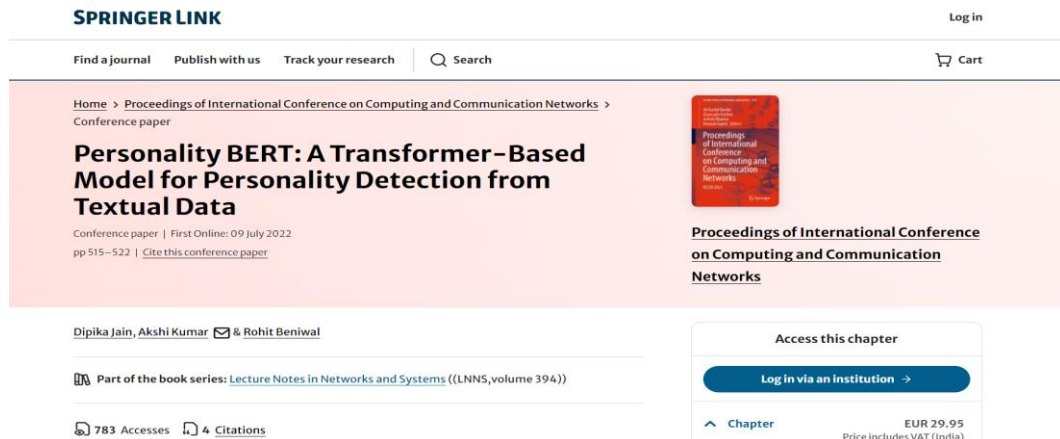 SPRINGER LINK
Log in
Find a journal Publish with us Track your research Search
Cart
Home > Proceedings of International Conference on Computing and Communication Networks >
Conference paper
Personality BERT: A Transformer-Based
Model for Personality Detection from
Textual Data
Conference paper | First Online: 09 July 2022
pp 515–522 | Cite this conference paper
Proceedings
of International
Conference
on Computing and
Communication
Networks
Proceedings of International Conference
on Computing and Communication
Networks
Dipika Jain, Akshi Kumar & Rohit Beniwal
Part of the book series: Lecture Notes in Networks and Systems ((LNNS,volume 394))
783 Accesses 4 Citations
Access this chapter
Log in via an institution →
Chapter EUR 29.95
Price includes VAT (India)